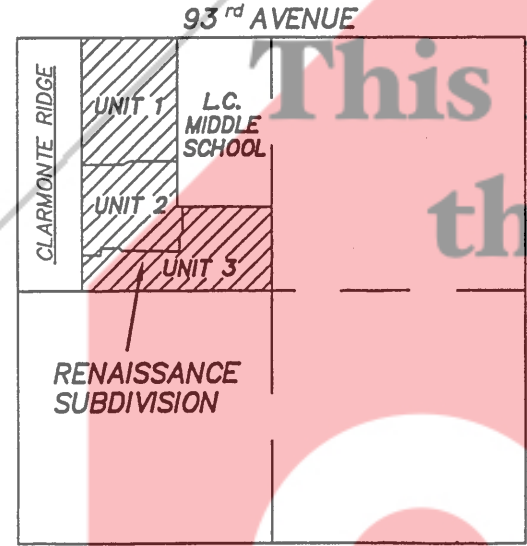 93rd AVENUE
This
CLARMONTE RIDGE
UNIT 1
L.C.
MIDDLE
SCHOOL
UNIT 2
th
UNIT 3
RENAISSANCE
SUBDIVISION